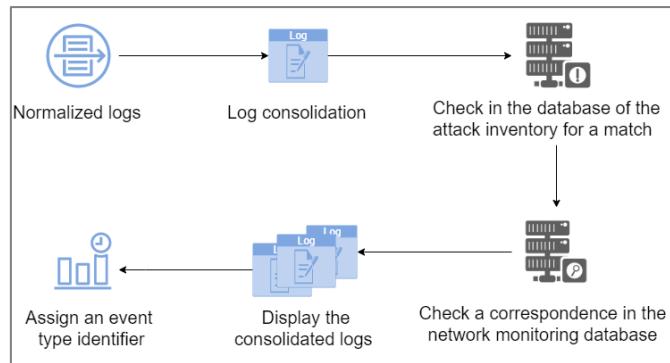 Log
Normalized logs
Log consolidation
Check in the database of the
attack inventory for a match
Log
Log
Assign an event
type identifier
Display the
consolidated logs
Check a correspondence in the
network monitoring database